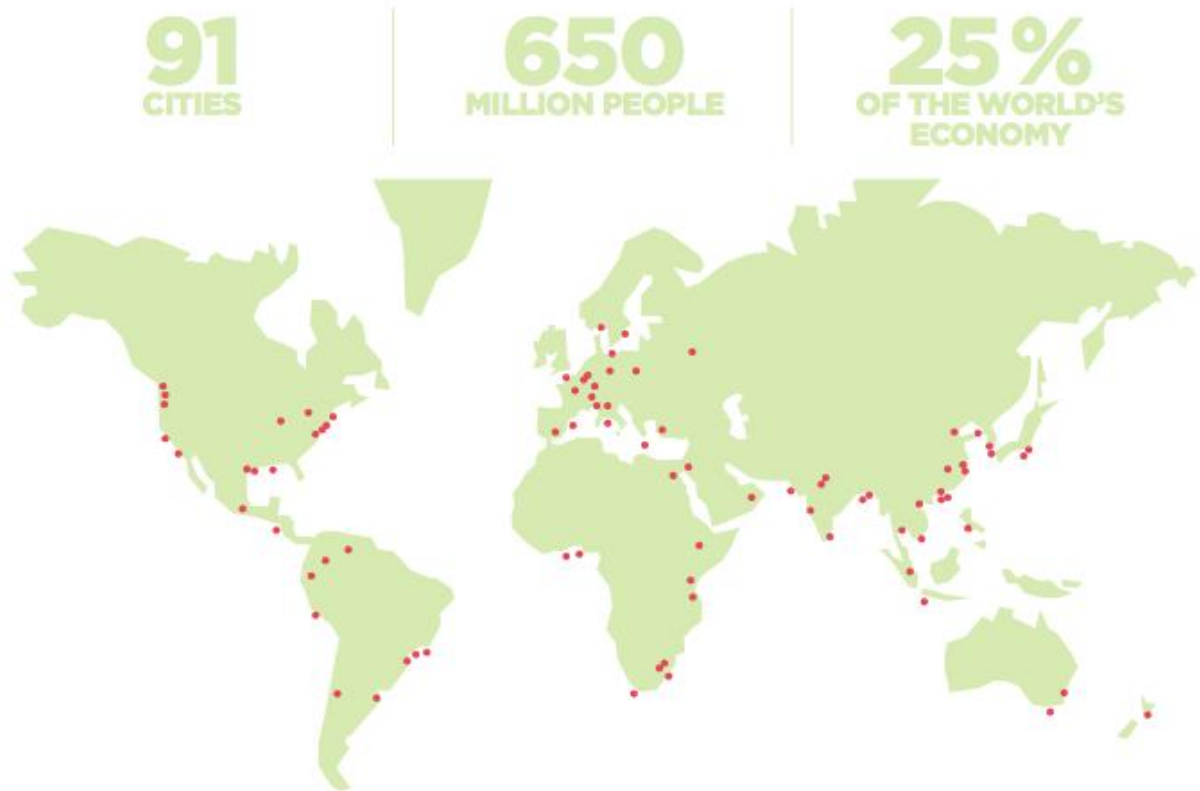 91
CITIES
650
MILLION PEOPLE
25%
OF THE WORLD'S
ECONOMY